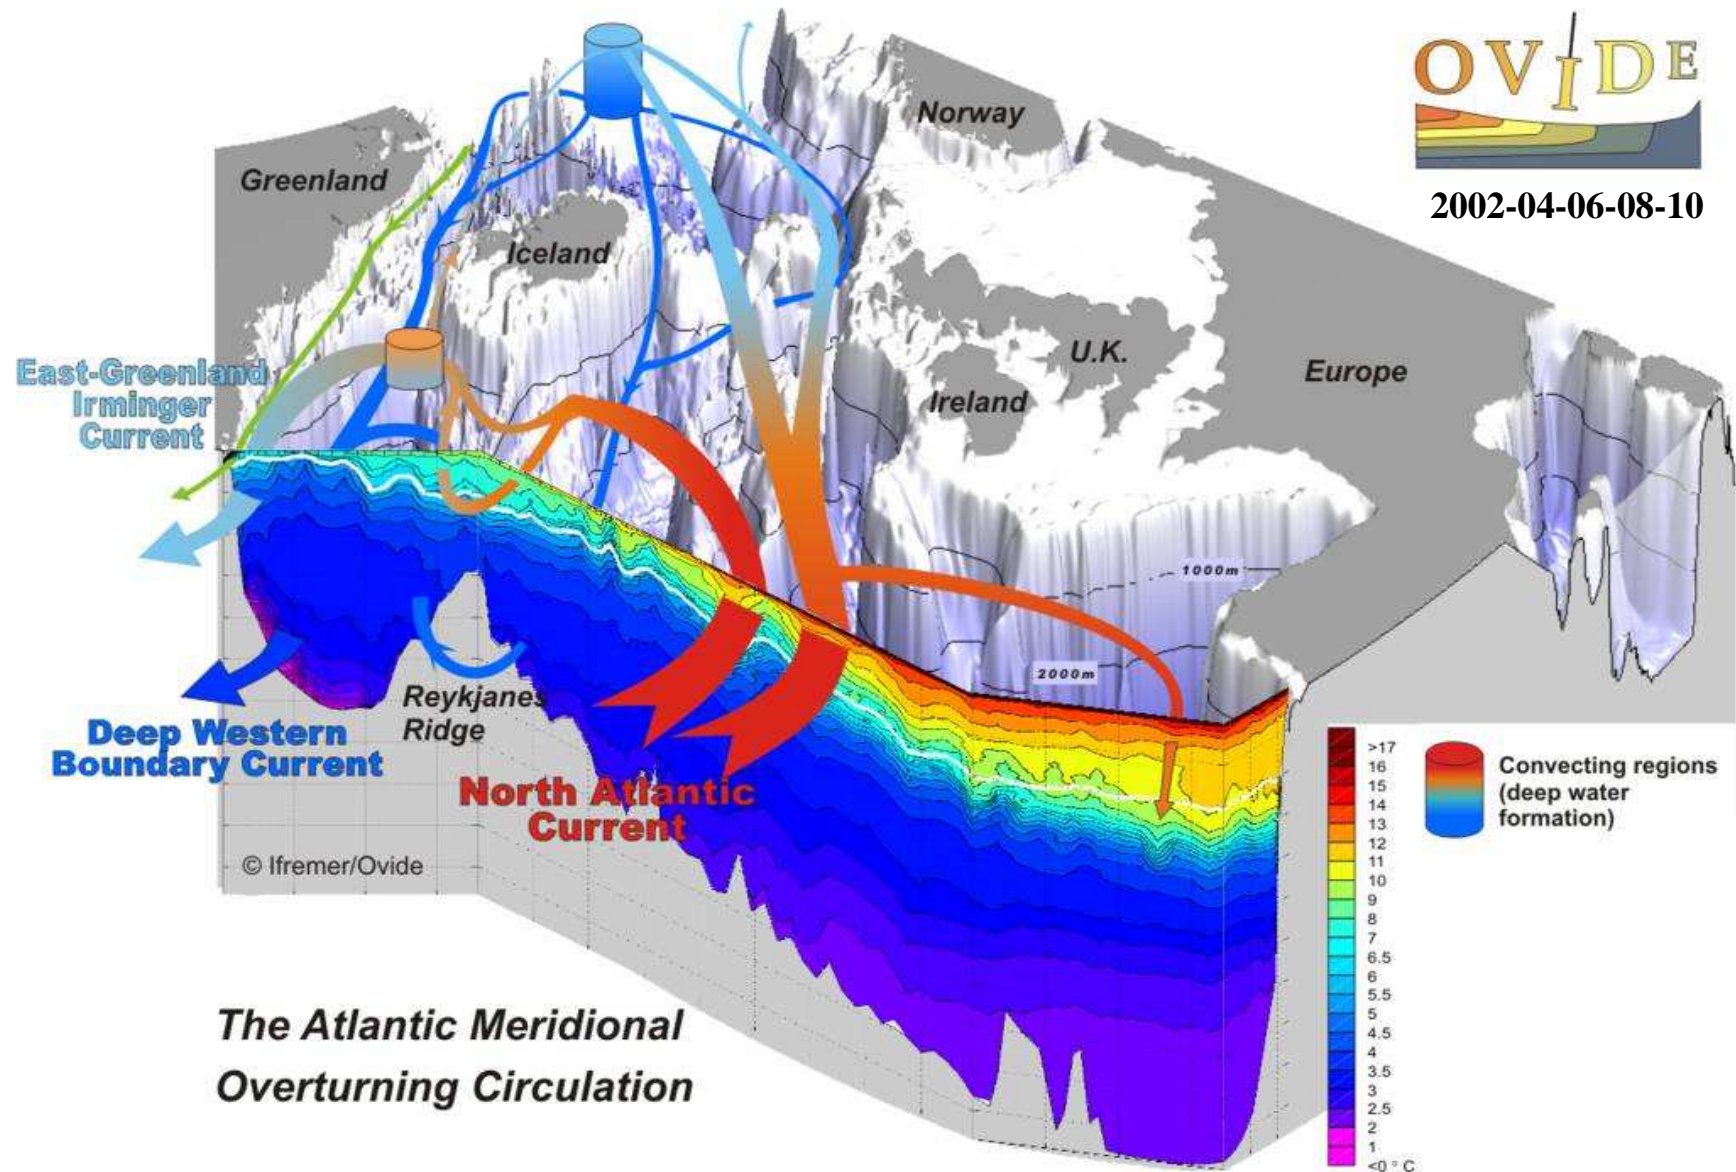 OVIDE
2002-04-06-08-10
Norway
Greenland
Iceland
U.K.
Europe
Ireland
East-Greenland
Irminger
Current
1000m
2000m
Reykjanes
Ridge
Deep Western
Boundary Current
North Atlantic
Current
© Ifremer/Ovide
The Atlantic Meridional
Overturning Circulation
>17
16
15
14
13
12
11
10
9
8
7
6.5
6
5.5
5
4.5
4
3.5
3
2.5
2
1
<0 ° C
Convecting regions
(deep water
formation)